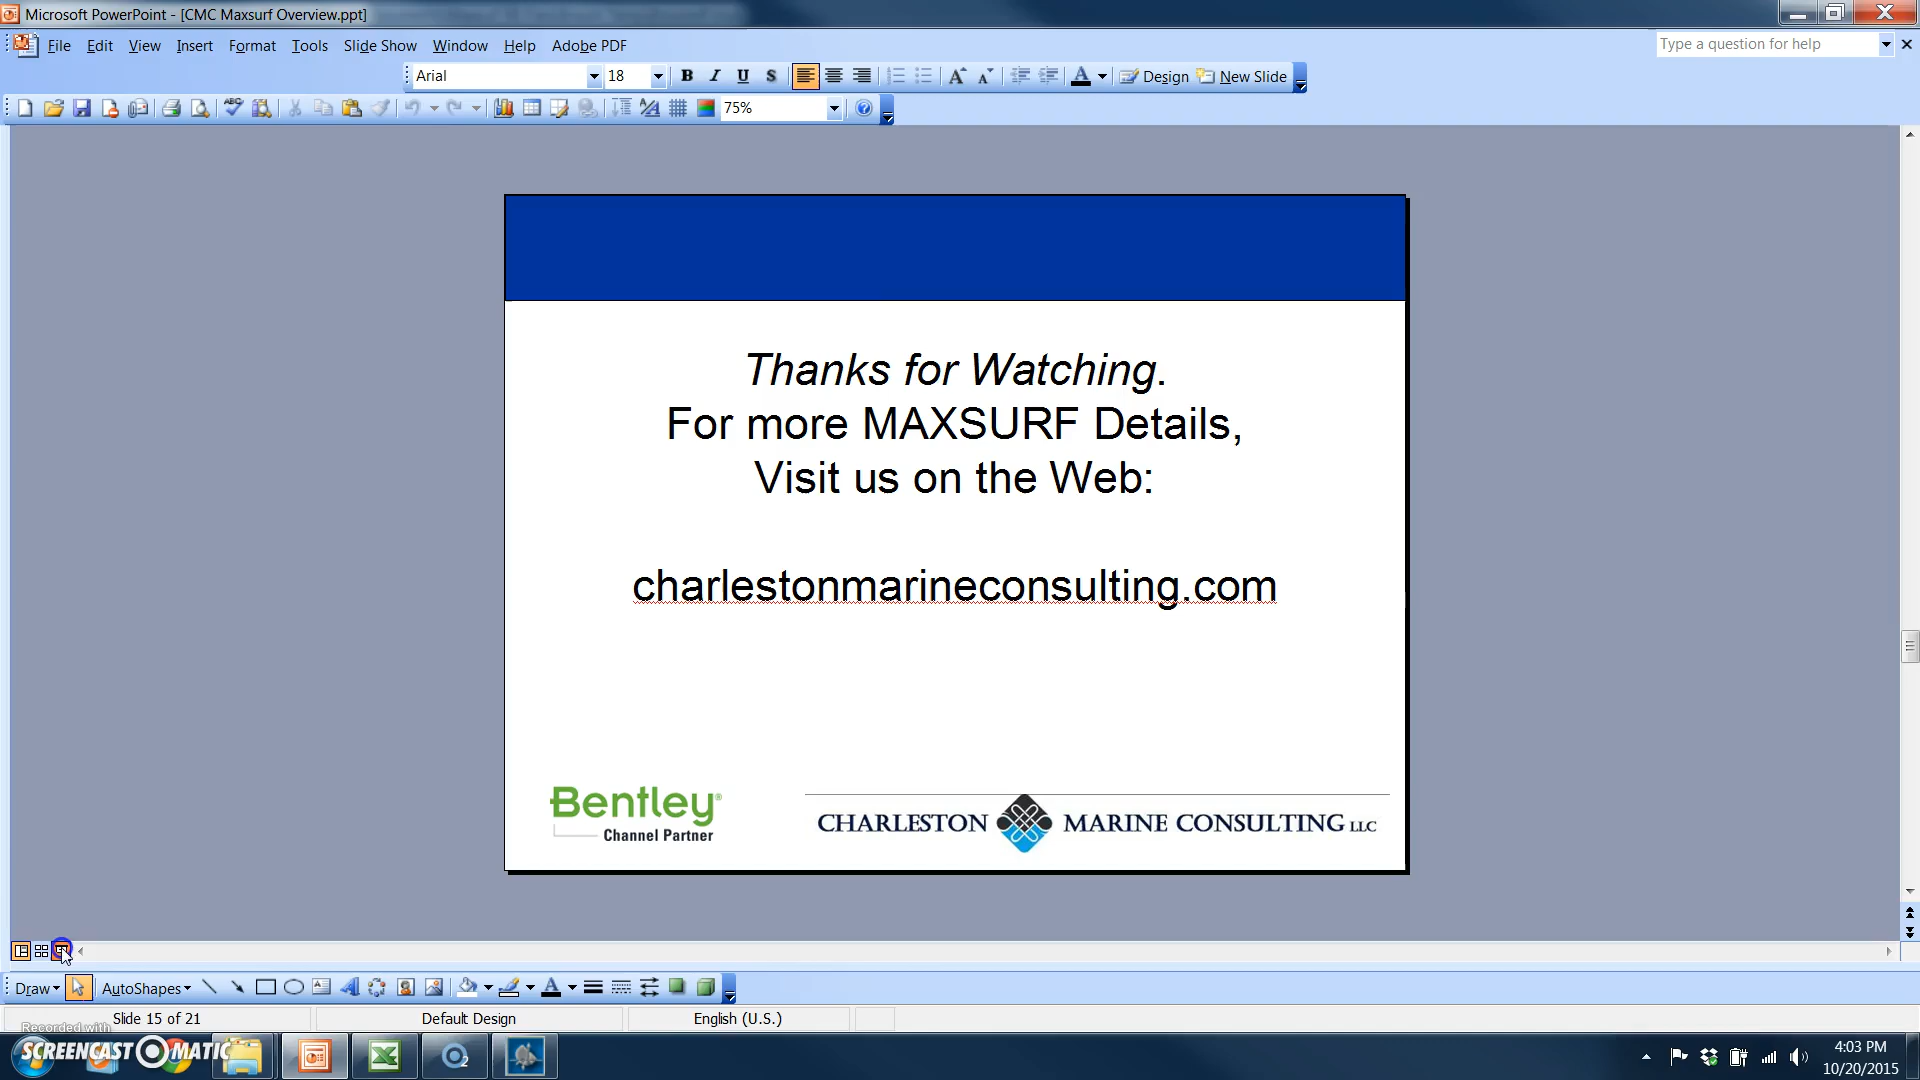 Microsoft PowerPoint - [CMC Maxsurf Overview.ppt]
File Edit View Insert Format Tools Slide Show Window Help Adobe PDF
Type a question for help
Arial 18 B I U S A A A Design New Slide
75%
Thanks for Watching.
For more MAXSURF Details,
Visit us on the Web:
charlestonmarineconsulting.com
Bentley®
Channel Partner
CHARLESTON MARINE CONSULTING LLC
Draw AutoShapes
Slide 15 of 21 Default Design English (U.S.)
Recorded with
SCREENCAST-O-MATIC
4:03 PM
10/20/2015